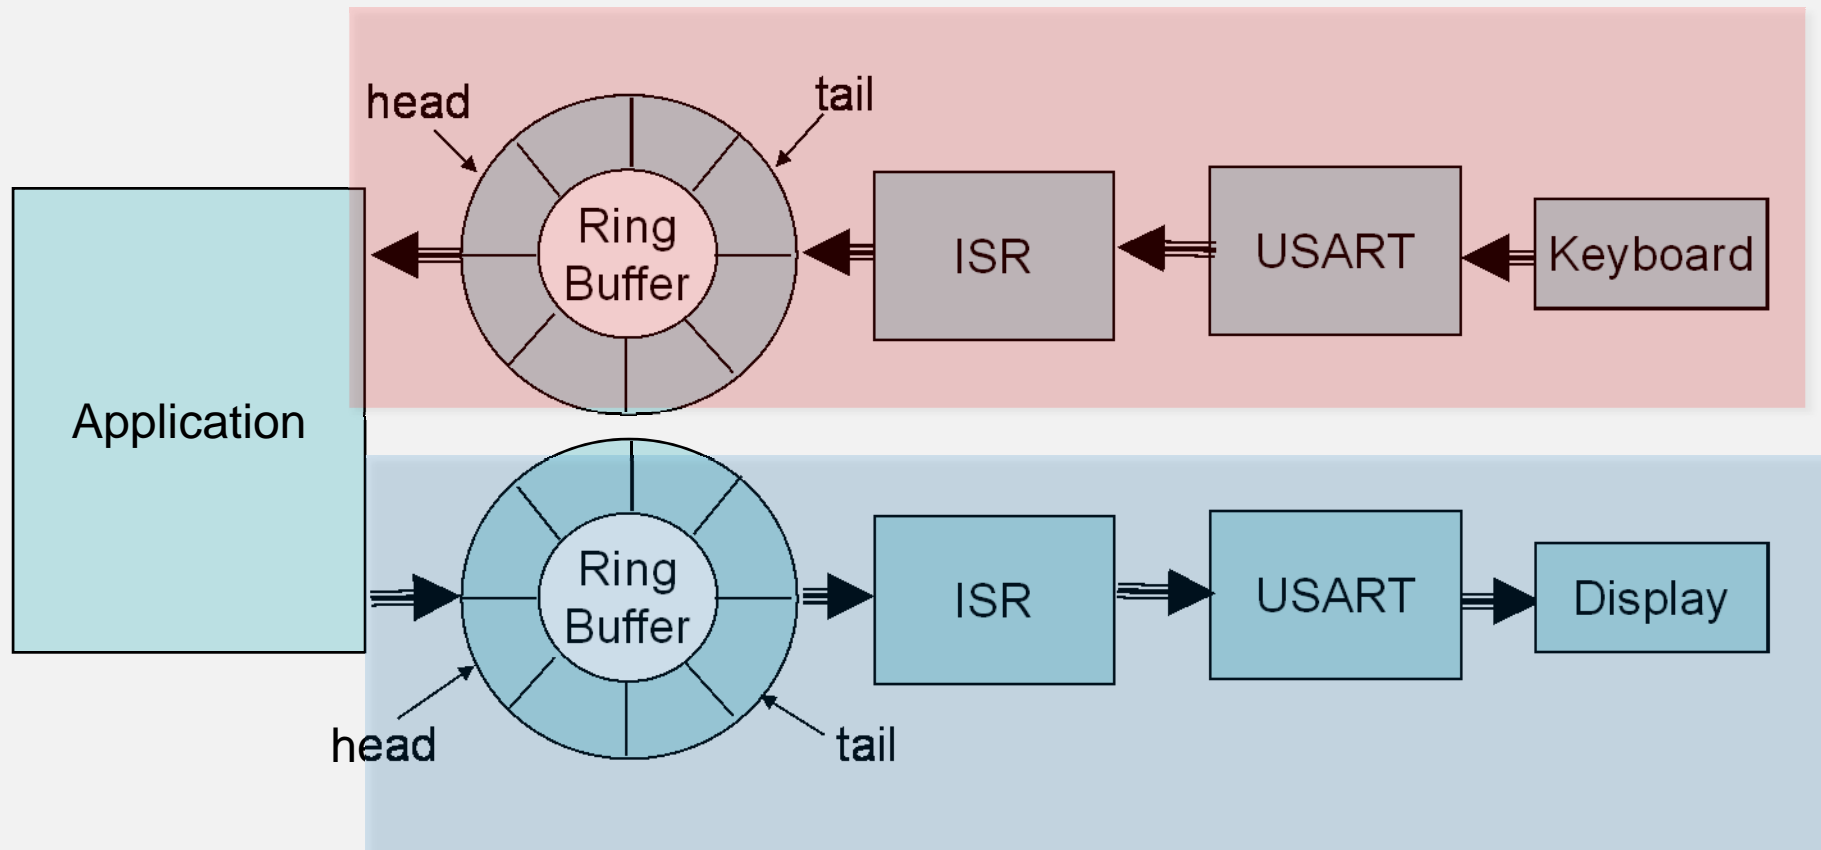 head
tail
Ring
Buffer
ISR
USART
Keyboard
Application
Ring
Buffer
ISR
USART
Display
head
tail